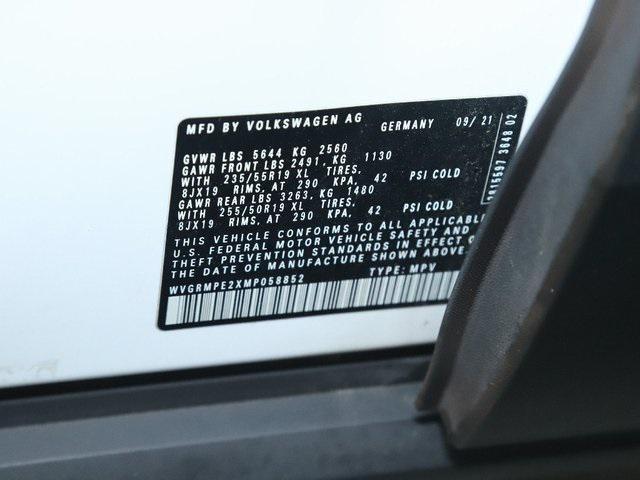 MFD BY VOLKSWAGEN AG GERMANY 09/21
GVWR LBS 5644 KG 2560
GAWR FRONT LBS 2491, KG 1130
WITH 235/55R19 XL TIRES,
8JX19 RIMS, AT 290 KPA, 42 PSI COLD
GAWR REAR LBS 3263, KG 1480
WITH 255/50R19 XL TIRES,
8JX19 RIMS, AT 290 KPA, 42 PSI COLD
THIS VEHICLE CONFORMS TO ALL APPLICABLE
U.S. FEDERAL MOTOR VEHICLE SAFETY AND
THEFT PREVENTION STANDARDS IN EFFECT O
THE DATE OF MANUFACTURE SHOWN ABOVE.
WVGRMPE2XMP058852 TYPE: MPV